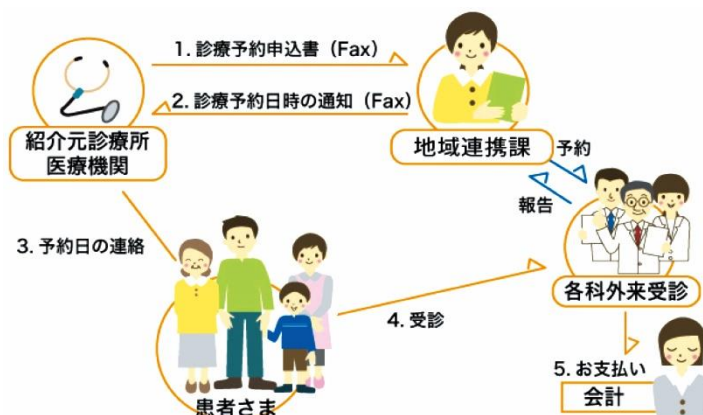 1. 診療予約申込書（Fax）
2. 診療予約日時の通知（Fax）
紹介元診療所
医療機関
地域連携課
予約
報告
3. 予約日の連絡
各科外来受診
4. 受診
5. お支払い
会計
患者さま